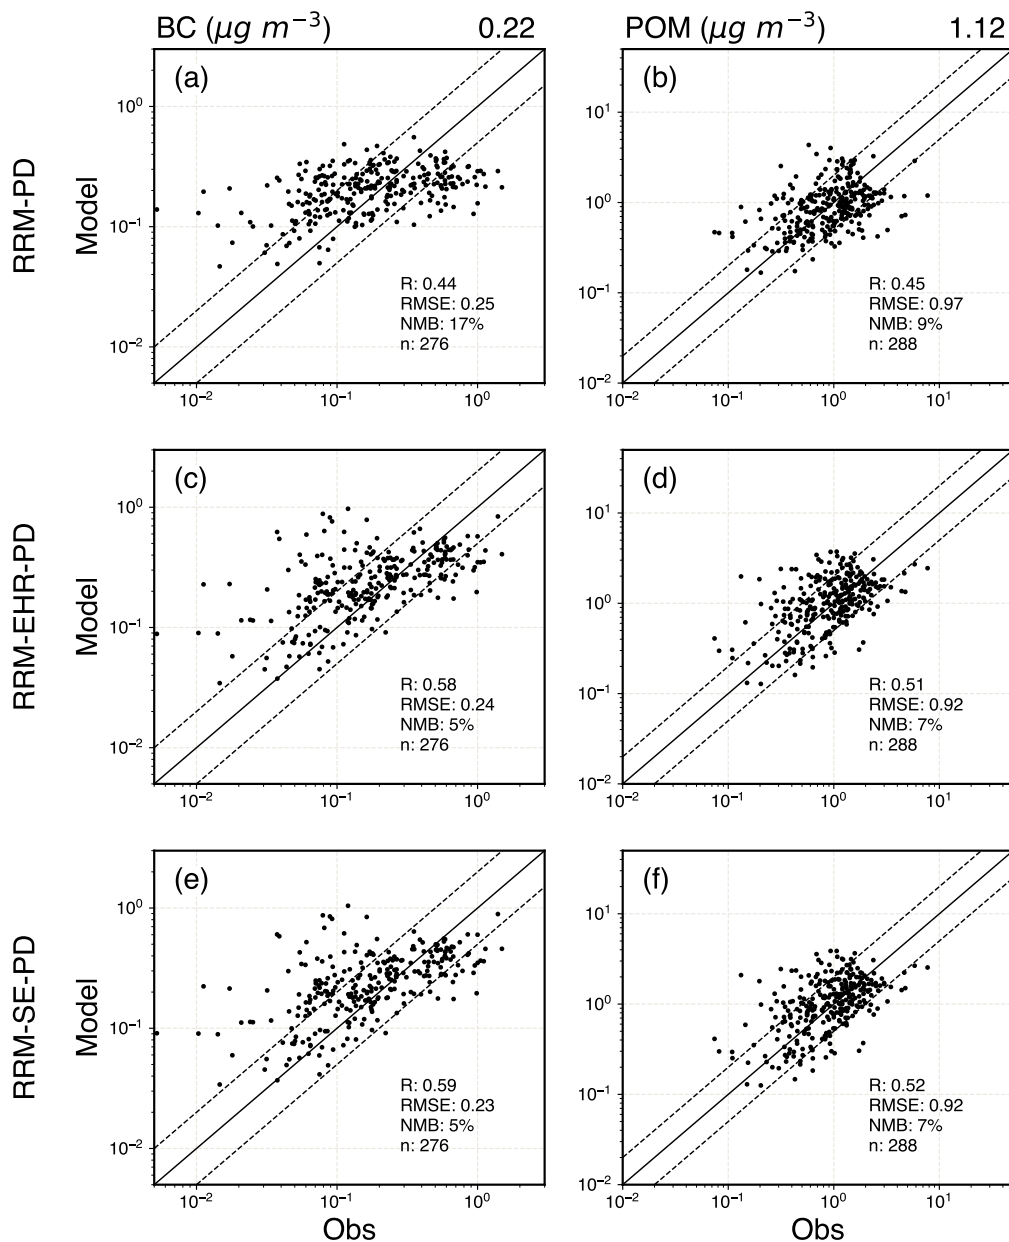 BC (μg m⁻³) 0.22 POM (μg m⁻³) 1.12
RRM-PD
Model
(a)
10⁰
10⁻¹
10⁻²
10⁻² 10⁻¹ 10⁰
R: 0.44
RMSE: 0.25
NMB: 17%
n: 276
(b)
10¹
10⁰
10⁻¹
10⁻²
10⁻² 10⁻¹ 10⁰ 10¹
R: 0.45
RMSE: 0.97
NMB: 9%
n: 288
RRM-EHR-PD
Model
(c)
10⁰
10⁻¹
10⁻²
10⁻² 10⁻¹ 10⁰
R: 0.58
RMSE: 0.24
NMB: 5%
n: 276
(d)
10¹
10⁰
10⁻¹
10⁻²
10⁻² 10⁻¹ 10⁰ 10¹
R: 0.51
RMSE: 0.92
NMB: 7%
n: 288
RRM-SE-PD
Model
(e)
10⁰
10⁻¹
10⁻²
10⁻² 10⁻¹ 10⁰
R: 0.59
RMSE: 0.23
NMB: 5%
n: 276
Obs
(f)
10¹
10⁰
10⁻¹
10⁻²
10⁻² 10⁻¹ 10⁰ 10¹
R: 0.52
RMSE: 0.92
NMB: 7%
n: 288
Obs